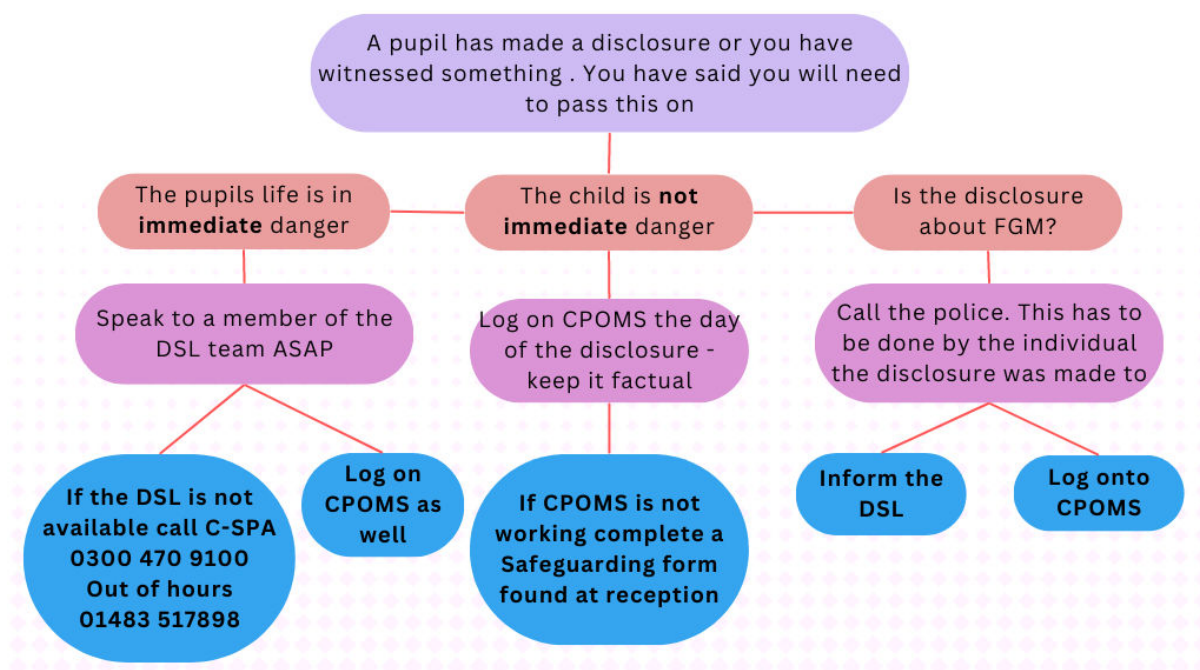 A pupil has made a disclosure or you have
witnessed something . You have said you will need
to pass this on
The pupils life is in
immediate danger
The child is not
immediate danger
Is the disclosure
about FGM?
Speak to a member of the
DSL team ASAP
Log on CPOMS the day
of the disclosure -
keep it factual
Call the police. This has to
be done by the individual
the disclosure was made to
If the DSL is not
available call C-SPA
0300 470 9100
Out of hours
01483 517898
Log on
CPOMS as
well
If CPOMS is not
working complete a
Safeguarding form
found at reception
Inform the
DSL
Log onto
CPOMS